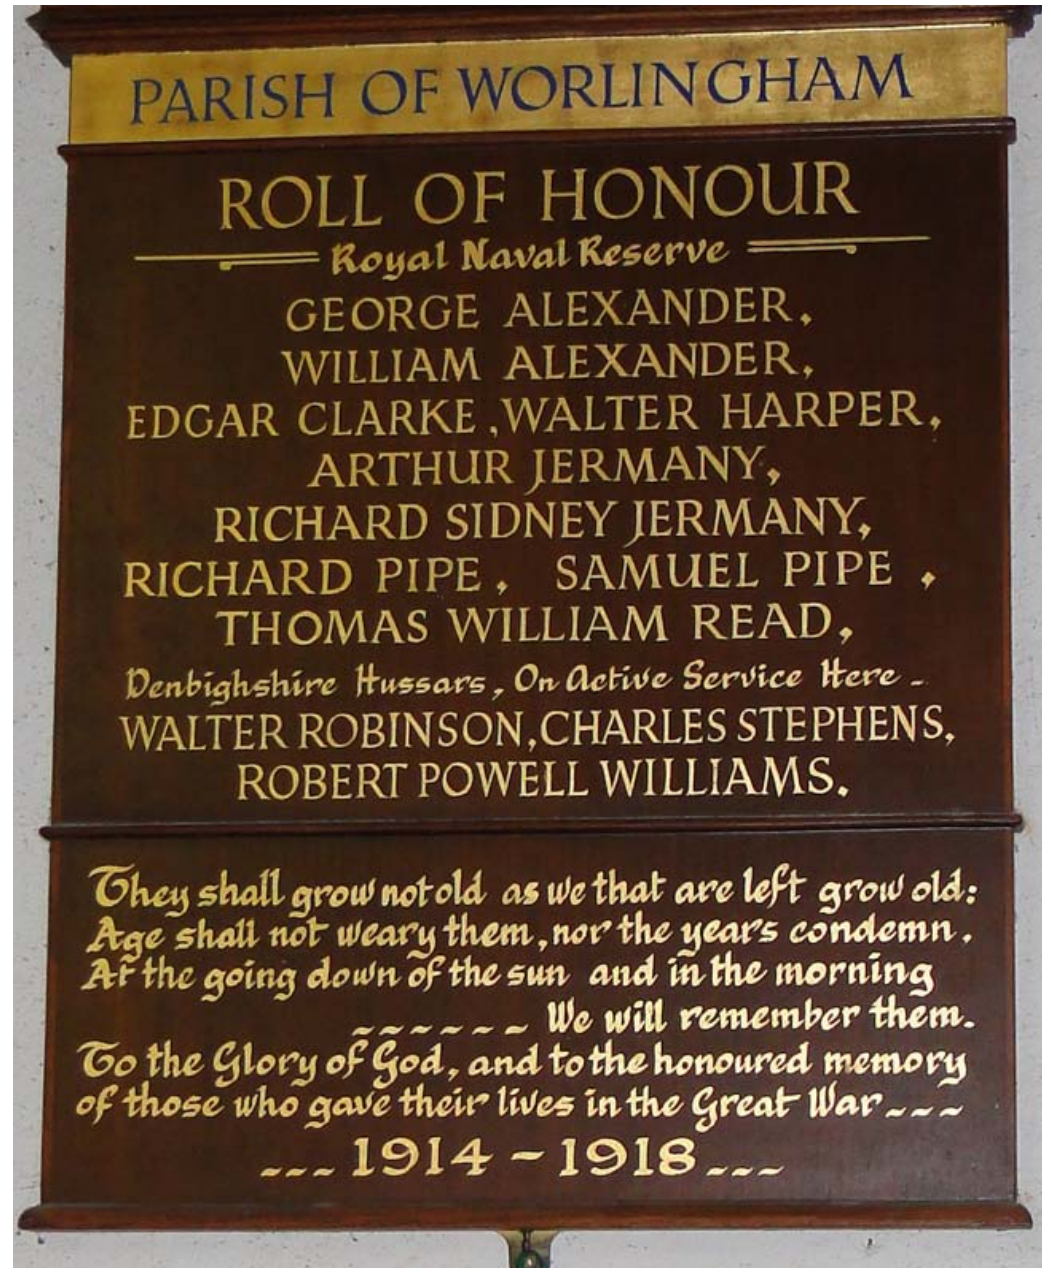 PARISH OF WORLINGHAM
ROLL OF HONOUR
Royal Naval Reserve
GEORGE ALEXANDER,
WILLIAM ALEXANDER,
EDGAR CLARKE, WALTER HARPER,
ARTHUR JERMANY,
RICHARD SIDNEY JERMANY,
RICHARD PIPE, SAMUEL PIPE,
THOMAS WILLIAM READ,
Denbighshire Hussars, On Active Service Here -
WALTER ROBINSON, CHARLES STEPHENS,
ROBERT POWELL WILLIAMS.
They shall grow not old as we that are left grow old:
Age shall not weary them, nor the years condemn.
At the going down of the sun and in the morning
~~~~~~ We will remember them.
To the Glory of God, and to the honoured memory
of those who gave their lives in the Great War~~~
~~~1914 - 1918~~~